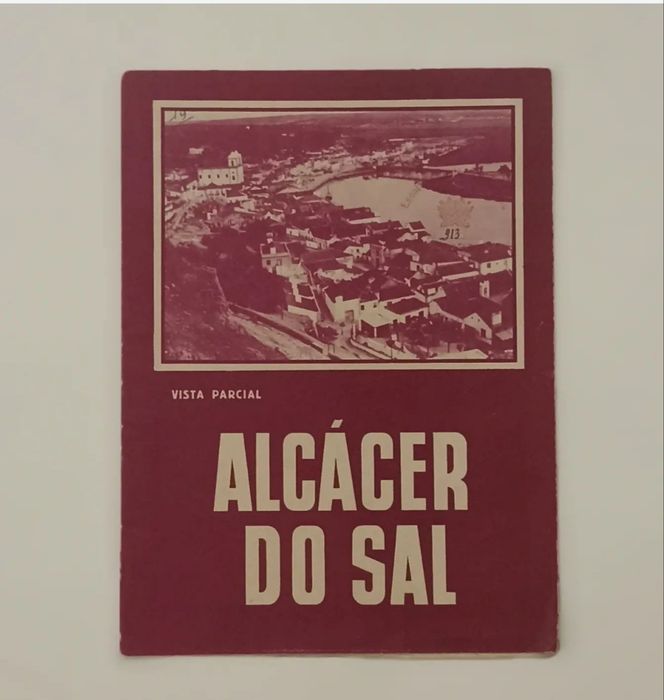 19
913
VISTA PARCIAL
ALCÁCER
DO SAL